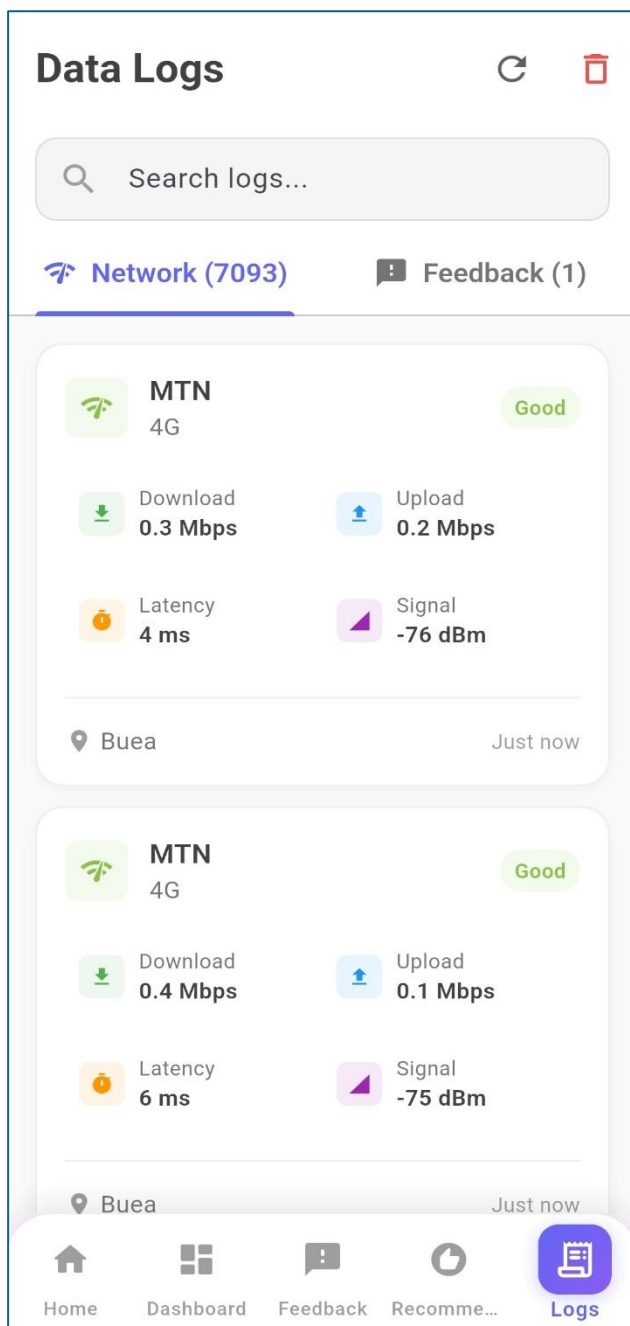 Data Logs
Search logs...
Network (7093)
Feedback (1)
MTN
4G
Good
Download
0.3 Mbps
Upload
0.2 Mbps
Latency
4 ms
Signal
-76 dBm
Buea
Just now
MTN
4G
Good
Download
0.4 Mbps
Upload
0.1 Mbps
Latency
6 ms
Signal
-75 dBm
Buea
Just now
Home
Dashboard
Feedback
Recomme...
Logs